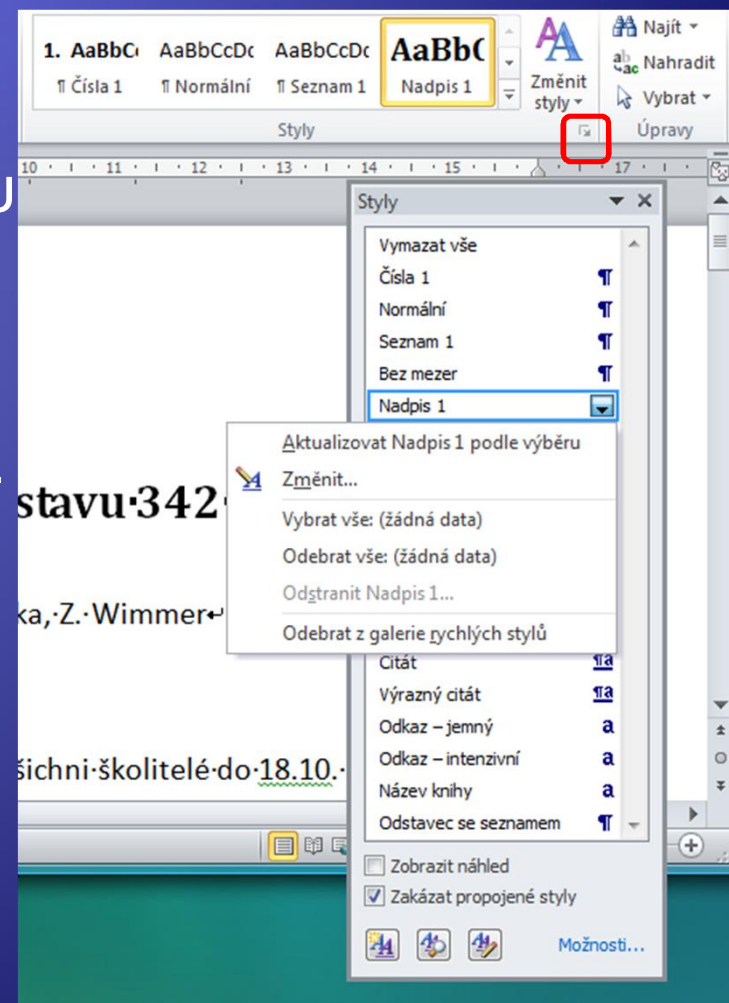 1. AaBbC AaBbCcDc AaBbCcDc AaBb(
¶ Čísla 1 ¶ Normální ¶ Seznam 1 Nadpis 1
Změnit styly
Najít
Nahradit
Vybrat
Styly
Úpravy
10 11 12 13 14 15 17
U
Styly
Vymazat vše
Čísla 1 ¶
Normální ¶
Seznam 1 ¶
Bez mezer ¶
Nadpis 1
Aktualizovat Nadpis 1 podle výběru
Změnit...
Vybrat vše: (žádná data)
Odebrat vše: (žádná data)
Odstranit Nadpis 1...
Odebrat z galerie rychlých stylů
stavu·342
ka,·Z.·Wimmer↵
Citát ¶a
Výrazný citát ¶a
Odkaz – jemný a
Odkaz – intenzivní a
Název knihy a
Odstavec se seznamem ¶
šichni·školitelé·do·18.10.·
Zobrazit náhled
Zakázat propojené styly
Možnosti...